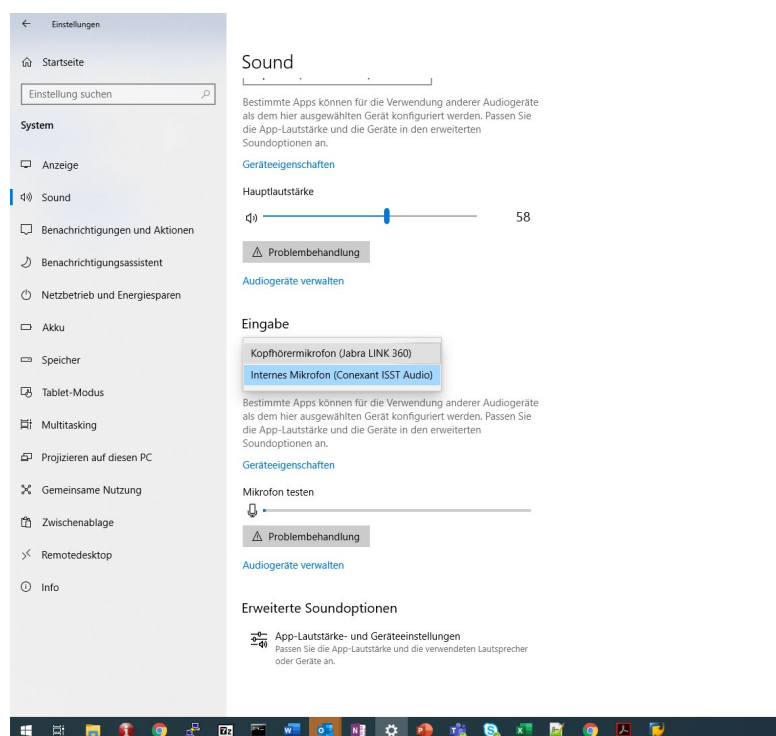 Einstellungen
Startseite
Einstellung suchen
System
Anzeige
Sound
Benachrichtigungen und Aktionen
Benachrichtigungsassistent
Netzbetrieb und Energiesparen
Akku
Speicher
Tablet-Modus
Multitasking
Projizieren auf diesen PC
Gemeinsame Nutzung
Zwischenablage
Remotedesktop
Info
Sound
Bestimmte Apps können für die Verwendung anderer Audiogeräte
als dem hier ausgewählten Gerät konfiguriert werden. Passen Sie
die App-Lautstärke und die Geräte in den erweiterten
Soundoptionen an.
Geräteeigenschaften
Hauptlautstärke
58
Problembehandlung
Audiogeräte verwalten
Eingabe
Kopfhörermikrofon (Jabra LINK 360)
Internes Mikrofon (Conexant ISST Audio)
Bestimmte Apps können für die Verwendung anderer Audiogeräte
als dem hier ausgewählten Gerät konfiguriert werden. Passen Sie
die App-Lautstärke und die Geräte in den erweiterten
Soundoptionen an.
Geräteeigenschaften
Mikrofon testen
Problembehandlung
Audiogeräte verwalten
Erweiterte Soundoptionen
App-Lautstärke- und Geräteeinstellungen
Passen Sie die App-Lautstärke und die verwendeten Lautsprecher
oder Geräte an.